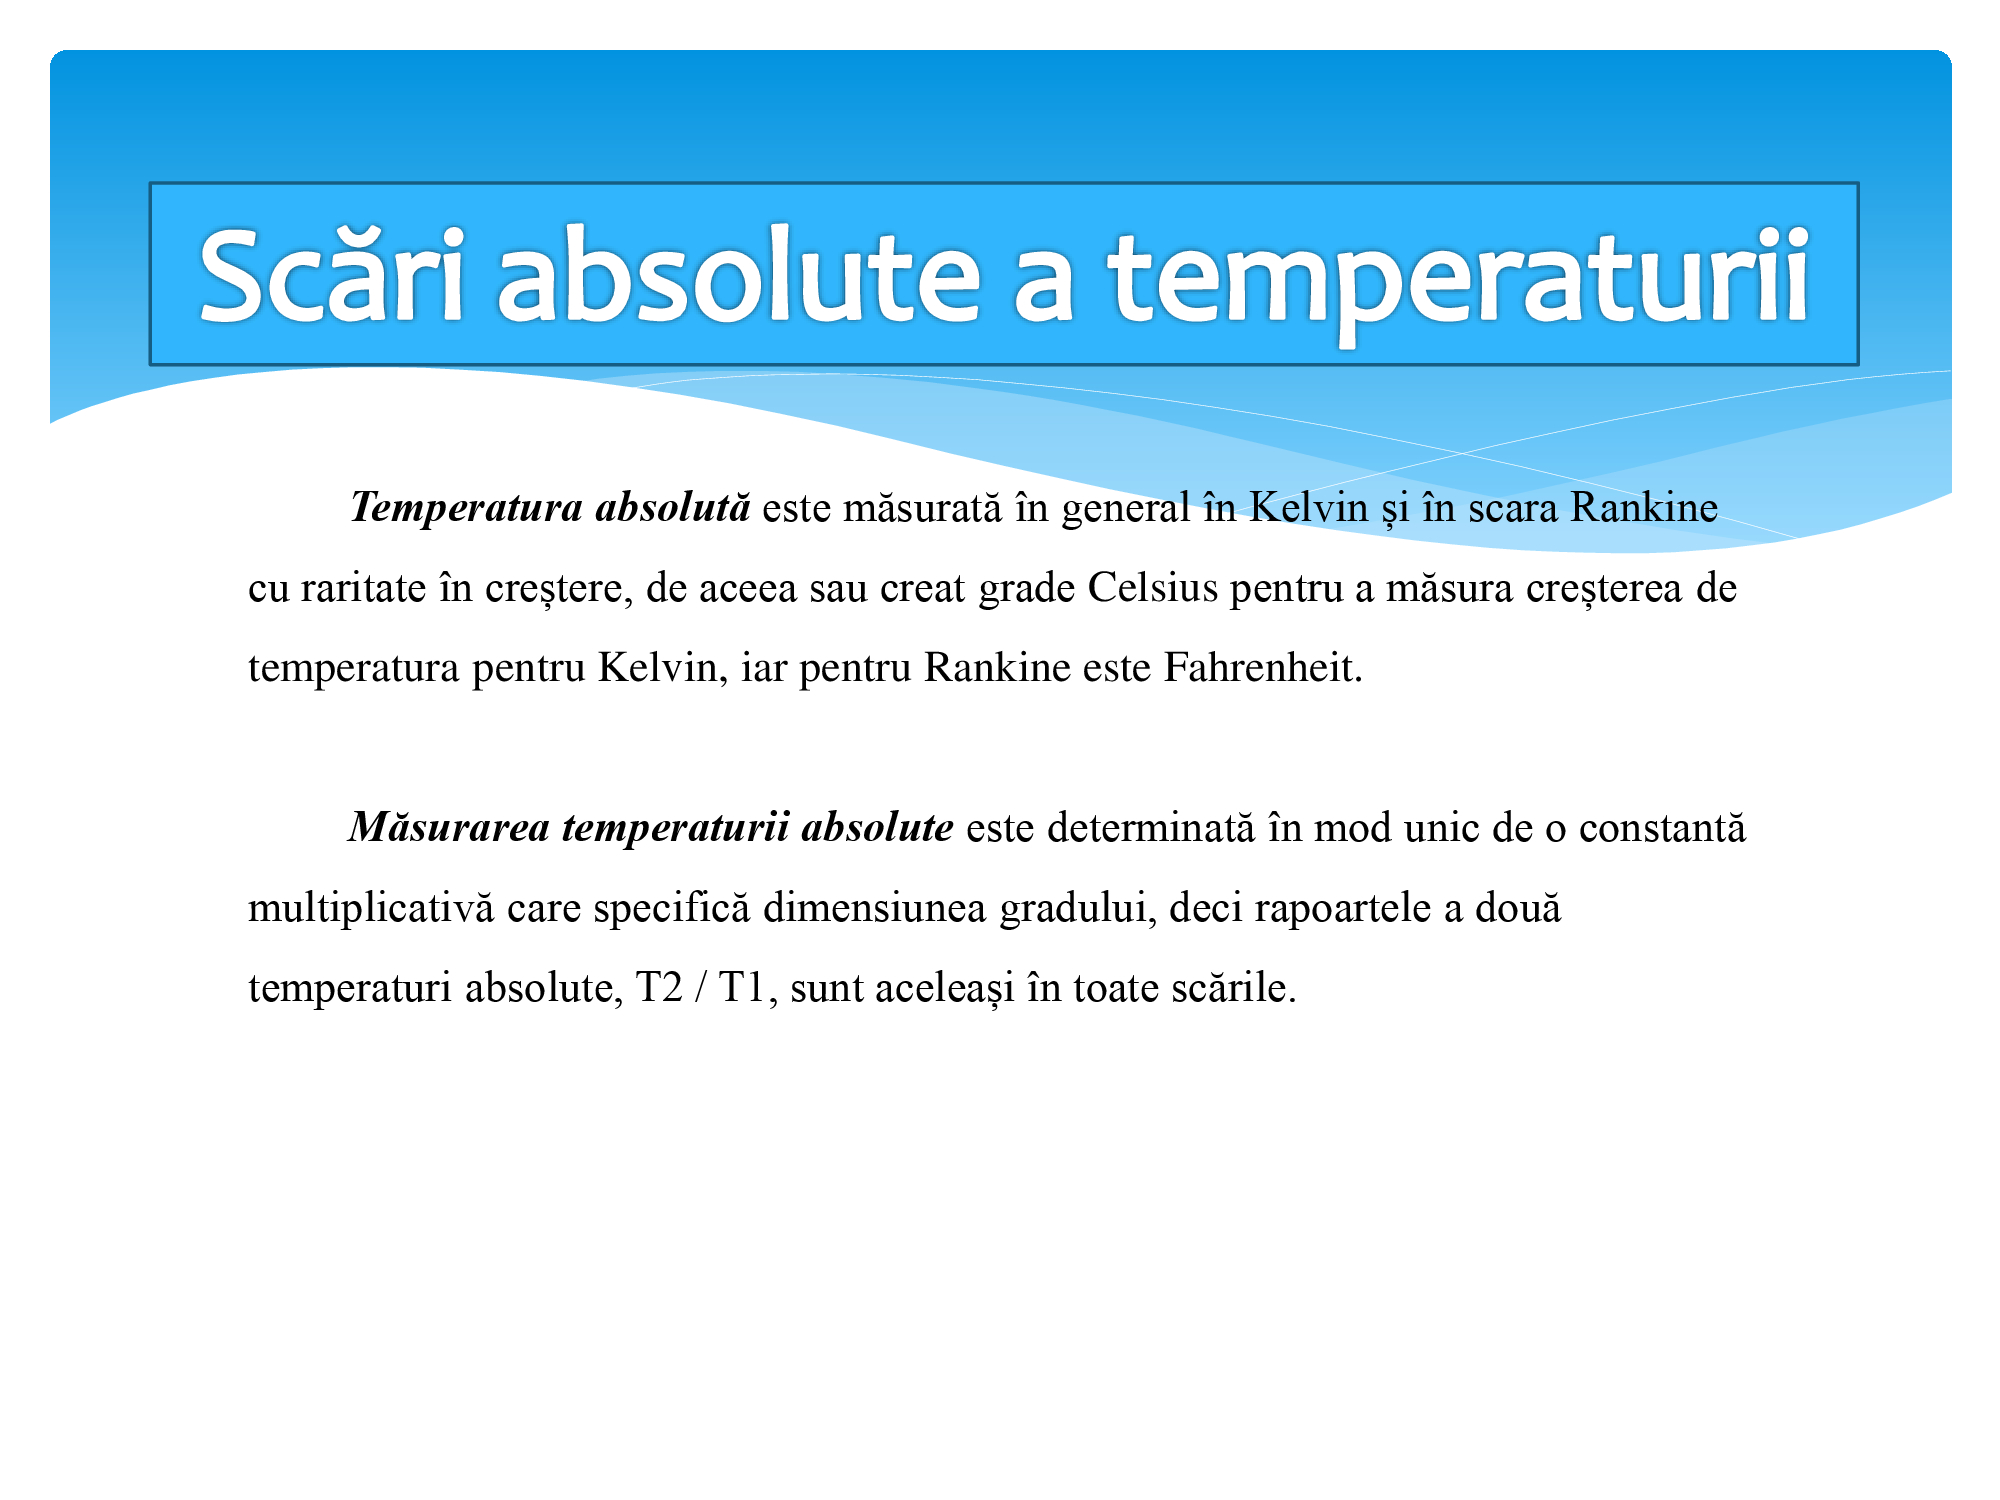 Scări absolute a temperaturii
Temperatura absolută este măsurată în general în Kelvin și în scara Rankine
cu raritate în creștere, de aceea sau creat grade Celsius pentru a măsura creșterea de
temperatura pentru Kelvin, iar pentru Rankine este Fahrenheit.
Măsurarea temperaturii absolute este determinată în mod unic de o constantă
multiplicativă care specifică dimensiunea gradului, deci rapoartele a două
temperaturi absolute, T2 / T1, sunt aceleași în toate scările.